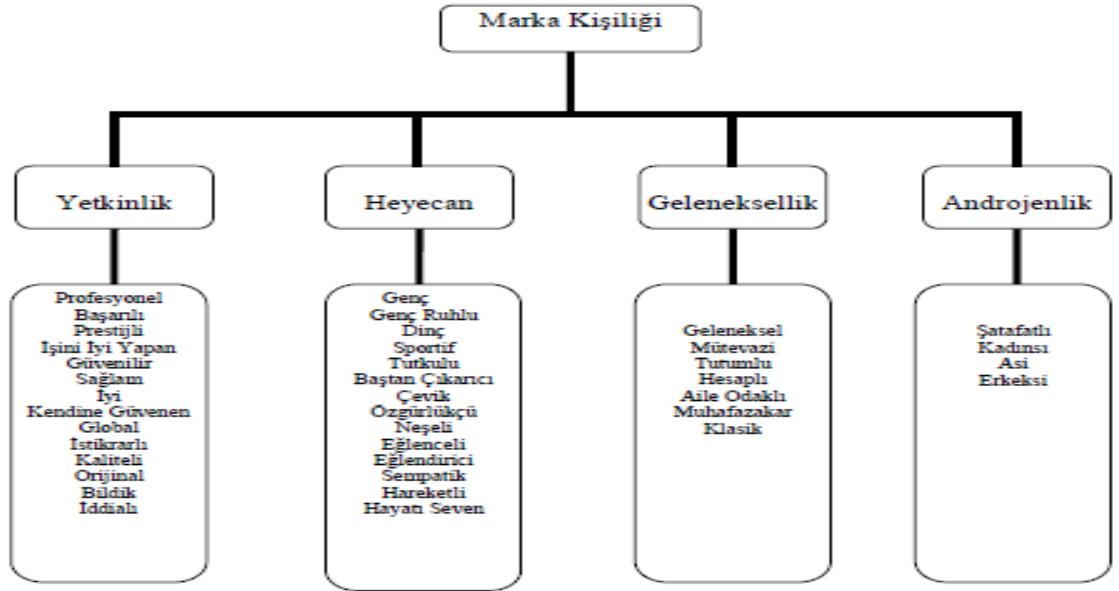 Marka Kişiliği
Yetkinlik
Heyecan
Geleneksellik
Androjenlik
Profesyonel
Başarılı
Prestijli
İşini İyi Yapan
Güvenilir
Sağlam
İyi
Kendine Güvenen
Global
İstikrarlı
Kaliteli
Orijinal
Bildik
İddialı
Genç
Genç Ruhlu
Dinç
Sportif
Tutkulu
Baştan Çıkarıcı
Çevik
Özgürlükçü
Neşeli
Eğlenceli
Eğlendirici
Sempatik
Hareketli
Hayatı Seven
Geleneksel
Mütevazi
Tutumlu
Hesaplı
Aile Odaklı
Muhafazakar
Klasik
Şatafatlı
Kadınsı
Asi
Erkeksi